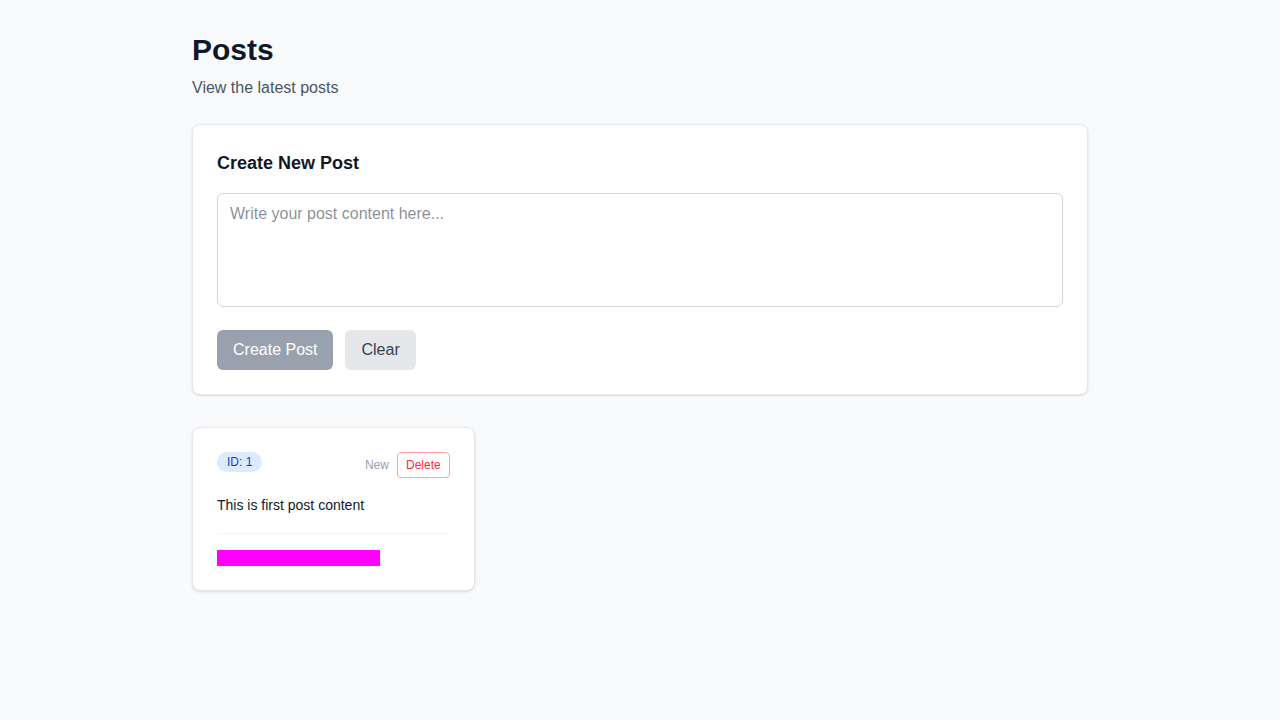 Posts
View the latest posts
Create New Post
Write your post content here...
Create Post Clear
ID: 1 New Delete
This is first post content